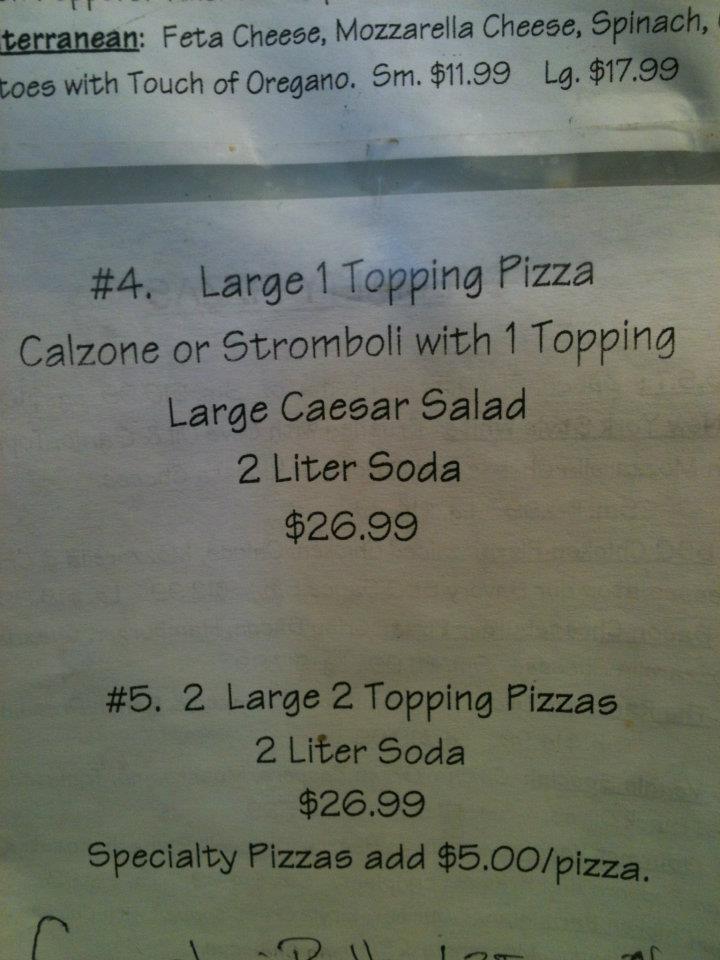 terranean: Feta Cheese, Mozzarella Cheese, Spinach,
toes with Touch of Oregano. Sm. $11.99 Lg. $17.99
#4. Large 1 Topping Pizza
Calzone or Stromboli with 1 Topping
Large Caesar Salad
2 Liter Soda
$26.99
#5. 2 Large 2 Topping Pizzas
2 Liter Soda
$26.99
Specialty Pizzas add $5.00/pizza.